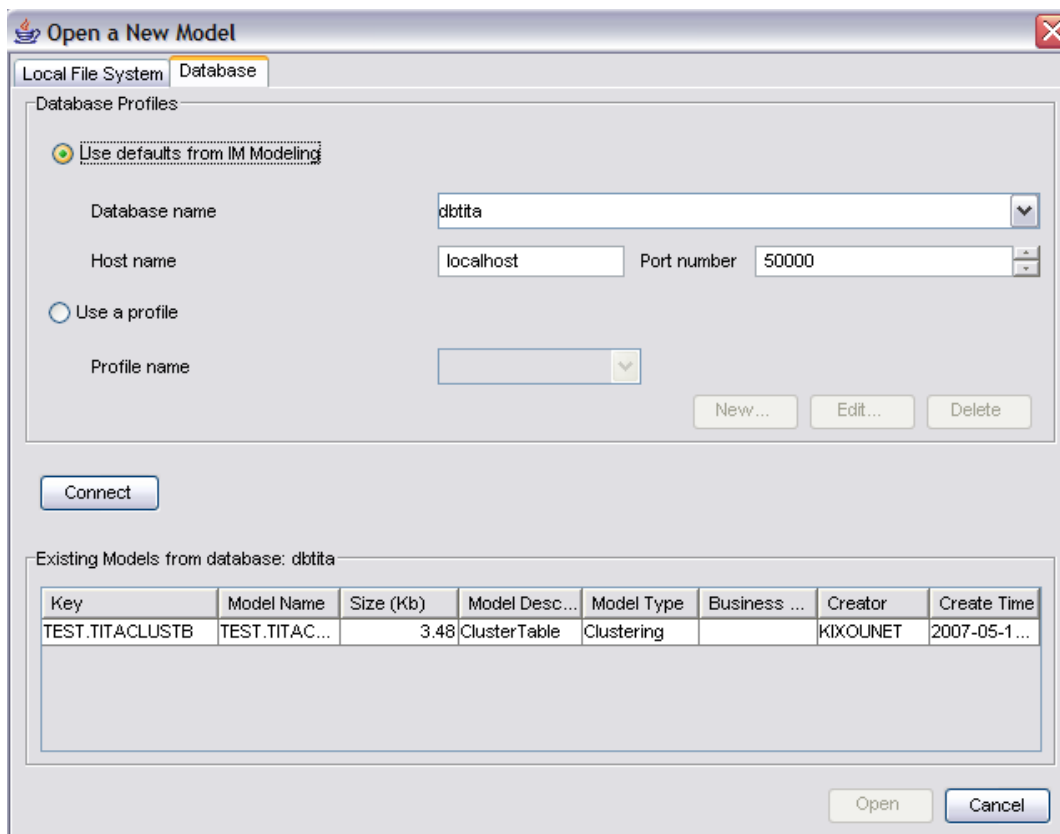 Open a New Model
Local File System Database
Database Profiles
Use defaults from IM Modeling
Database name dbtita
Host name localhost Port number 50000
Use a profile
Profile name
New... Edit... Delete
Connect
Existing Models from database: dbtita
Key Model Name Size (Kb) Model Desc... Model Type Business ... Creator Create Time
TEST.TITACLUSTB TEST.TITAC... 3.48 ClusterTable Clustering KIXOUNET 2007-05-1...
Open Cancel